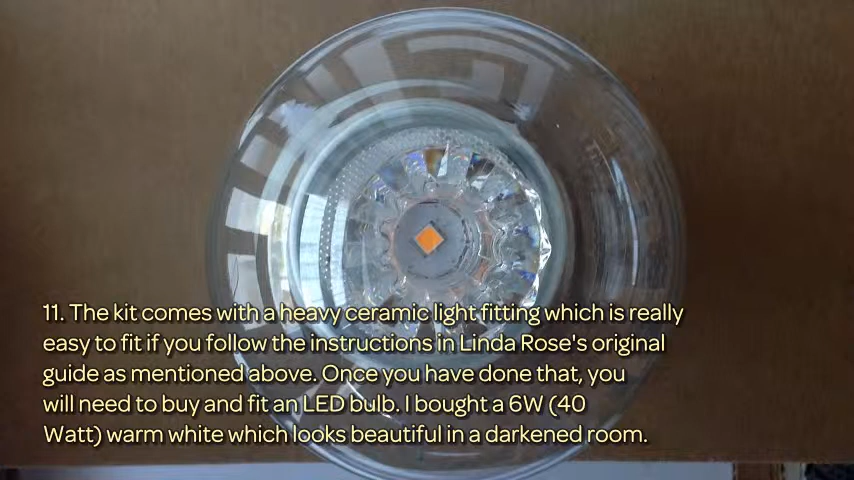 11. The kit comes with a heavy ceramic light fitting which is really
easy to fit if you follow the instructions in Linda Rose's original
guide as mentioned above. Once you have done that, you
will need to buy and fit an LED bulb. I bought a 6W (40
Watt) warm white which looks beautiful in a darkened room.